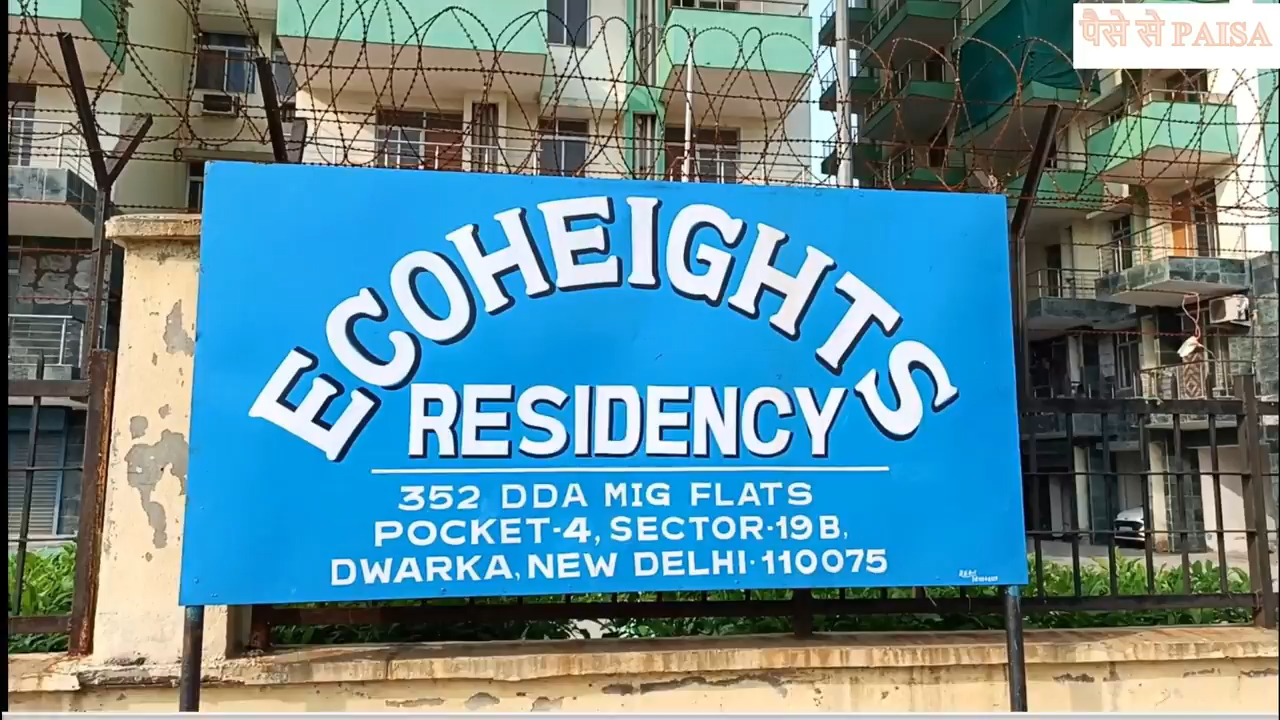 पैसे से PAISA
ECOHEIGHTS
RESIDENCY
352 DDA MIG FLATS
POCKET-4, SECTOR-19B,
DWARKA, NEW DELHI-110075